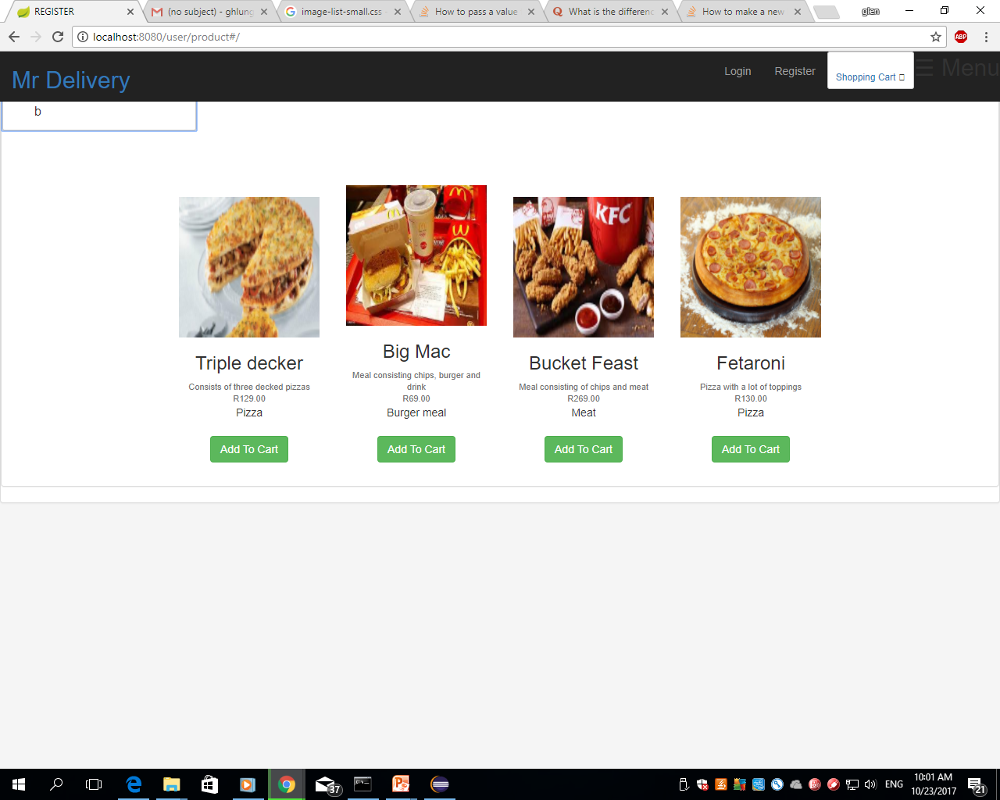 REGISTER
(no subject) - ghlung
image-list-small.css -
How to pass a value
What is the differenc
How to make a new
glen
localhost:8080/user/product#/
ABP
Mr Delivery
Login
Register
Shopping Cart
☰ Menu
b
KFC
Triple decker
Consists of three decked pizzas
R129.00
Pizza
Add To Cart
Big Mac
Meal consisting chips, burger and
drink
R69.00
Burger meal
Add To Cart
Bucket Feast
Meal consisting of chips and meat
R269.00
Meat
Add To Cart
Fetaroni
Pizza with a lot of toppings
R130.00
Pizza
Add To Cart
37
ENG
10:01 AM
10/23/2017
21